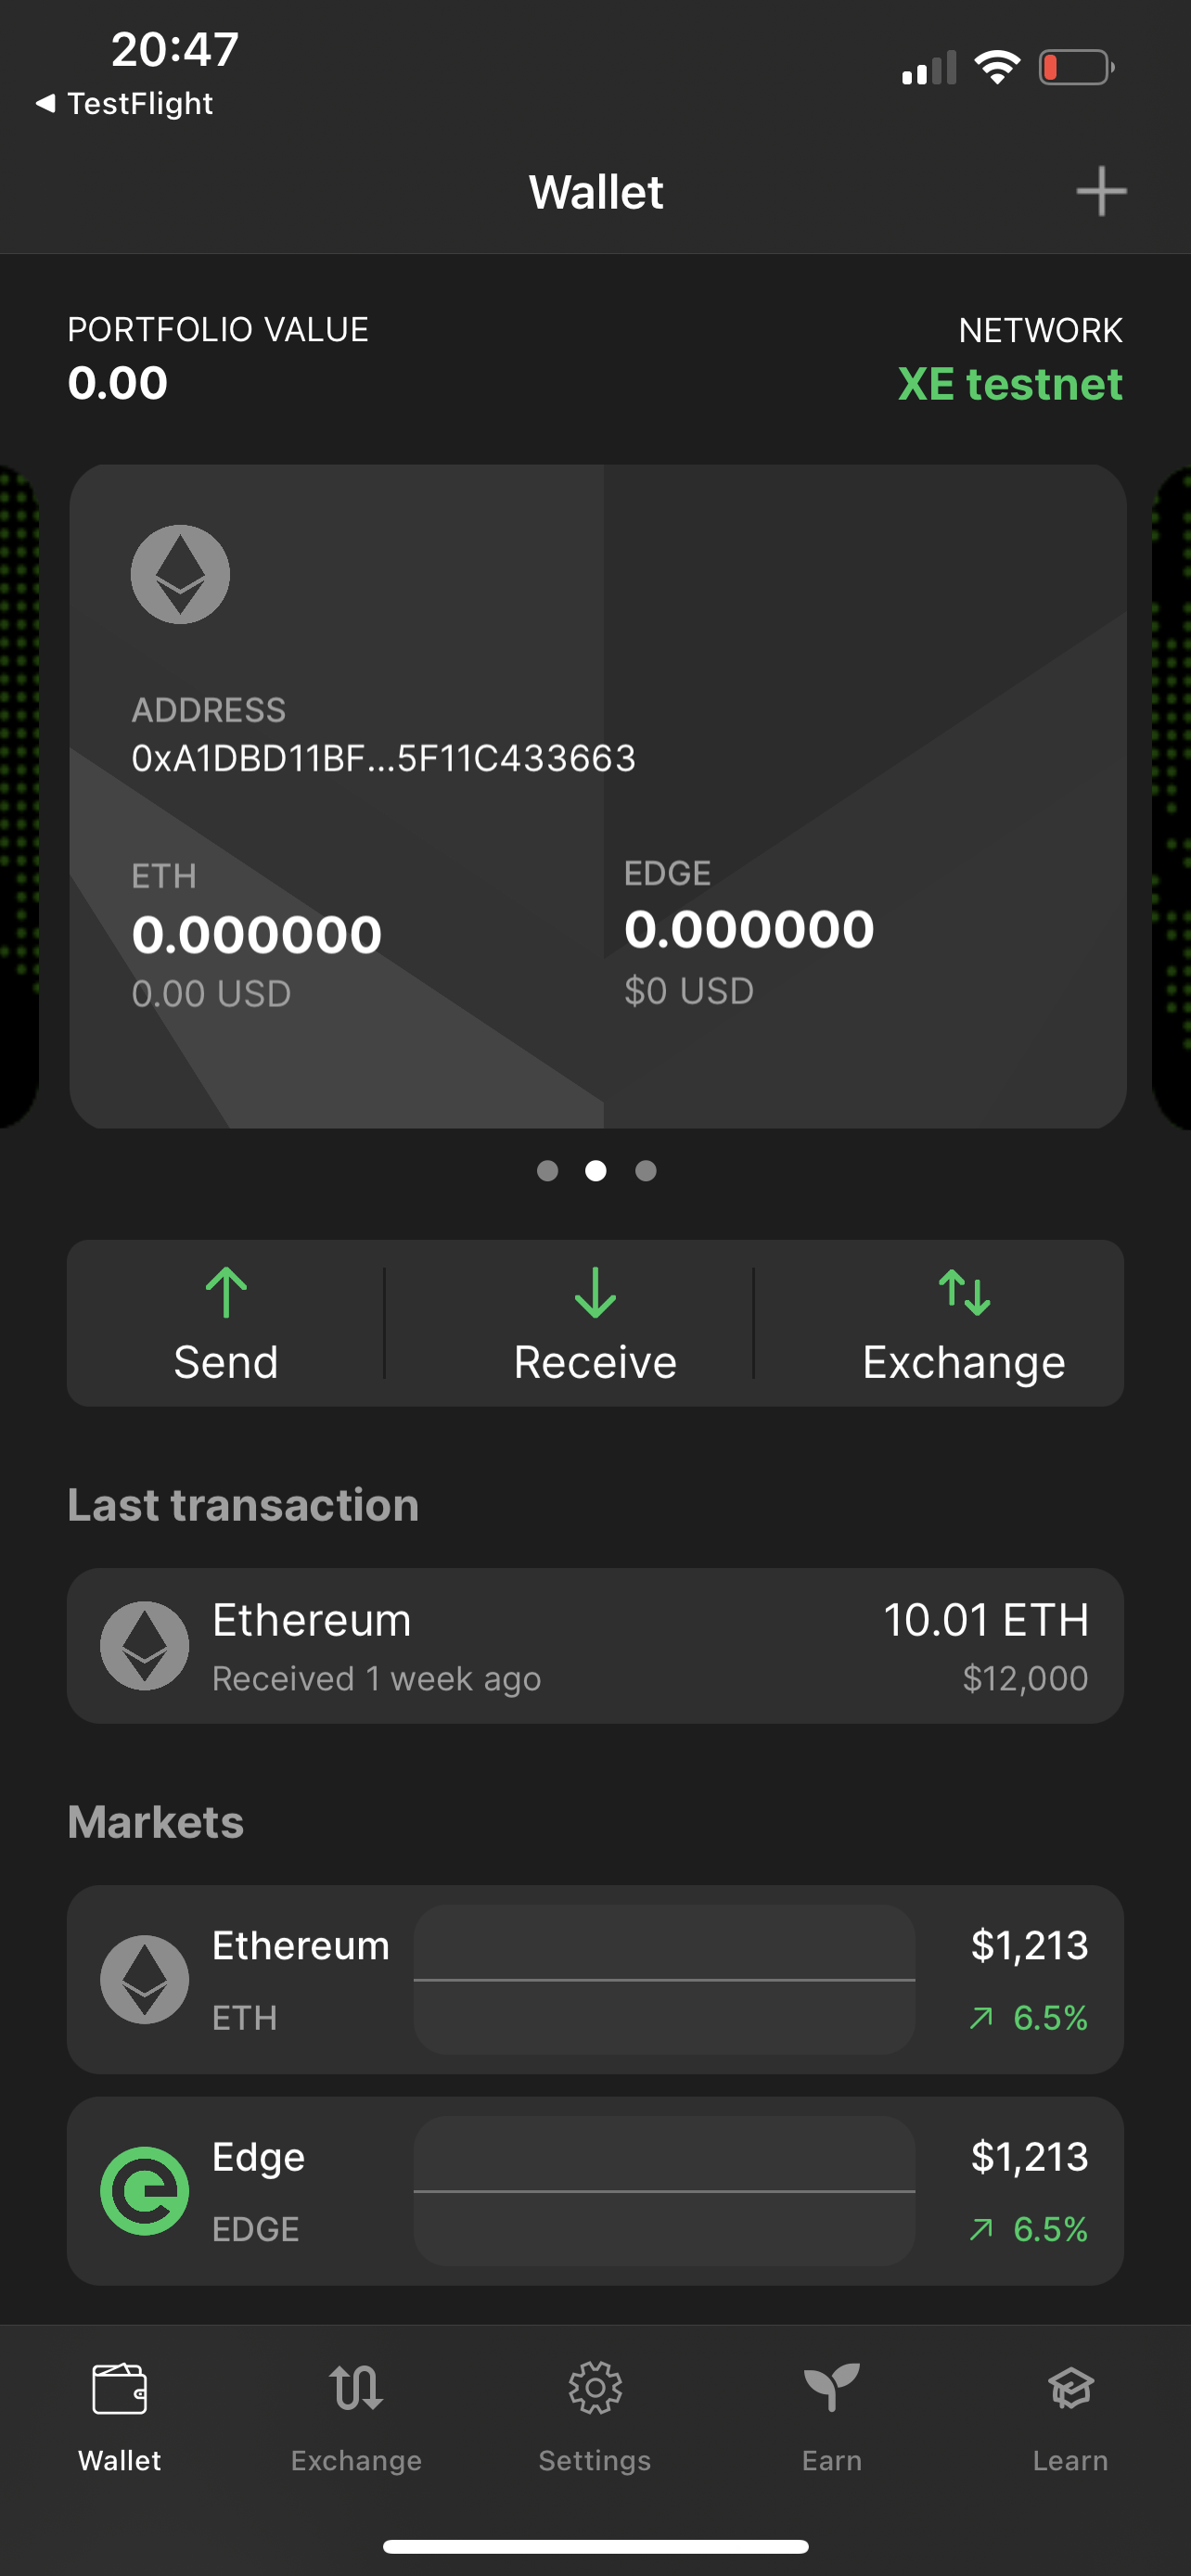 20:47
TestFlight
Wallet
PORTFOLIO VALUE
0.00
NETWORK
XE testnet
ADDRESS
0xA1DBD11BF...5F11C433663
ETH
0.000000
0.00 USD
EDGE
0.000000
$0 USD
Send
Receive
Exchange
Last transaction
Ethereum
10.01 ETH
Received 1 week ago
$12,000
Markets
Ethereum
$1,213
ETH
6.5%
Edge
$1,213
EDGE
6.5%
Wallet
Exchange
Settings
Earn
Learn